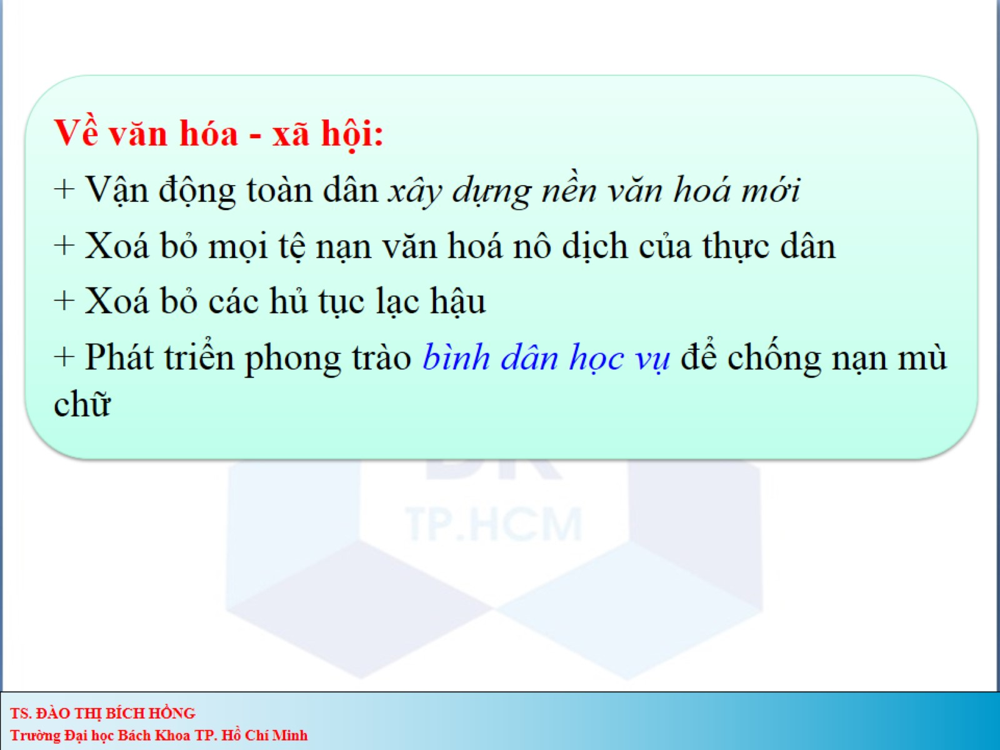 Về văn hóa - xã hội:
+ Vận động toàn dân xây dựng nền văn hoá mới
+ Xoá bỏ mọi tệ nạn văn hoá nô dịch của thực dân
+ Xoá bỏ các hủ tục lạc hậu
+ Phát triển phong trào bình dân học vụ để chống nạn mù
chữ
TP.HCM
TS. ĐÀO THỊ BÍCH HỒNG
Trường Đại học Bách Khoa TP. Hồ Chí Minh